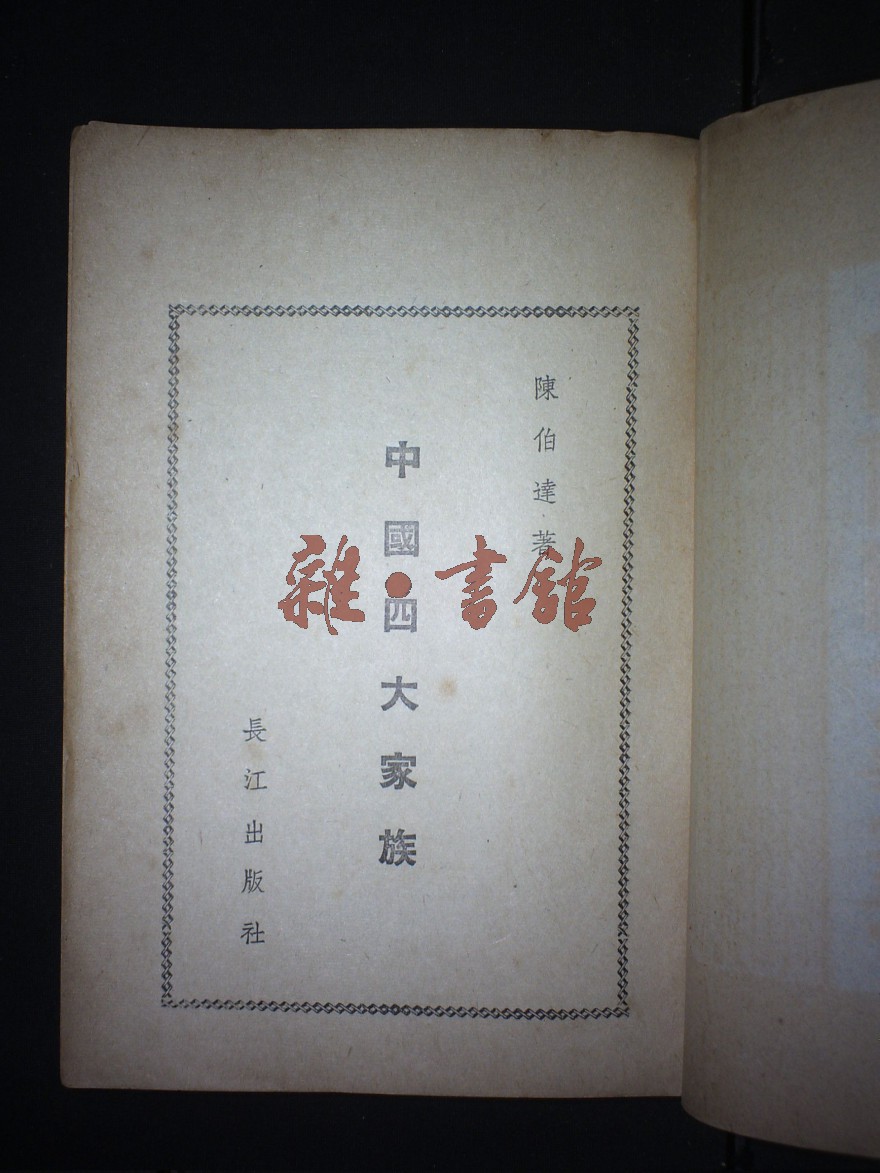 陳伯達著
中國四大家族
長江出版社
雜·書館